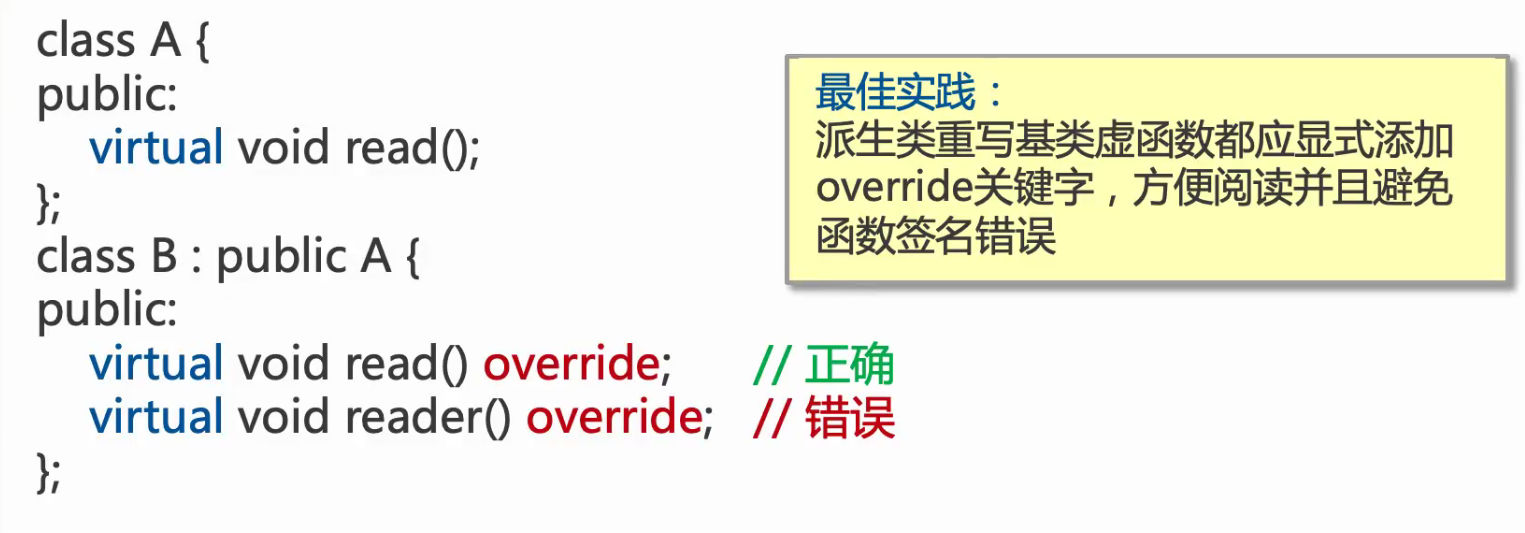 class A {
public:
    virtual void read();
};
class B : public A {
public:
    virtual void read() override;    // 正确
    virtual void reader() override;  // 错误
};
最佳实践：
派生类重写基类虚函数都应显式添加
override关键字，方便阅读并且避免
函数签名错误